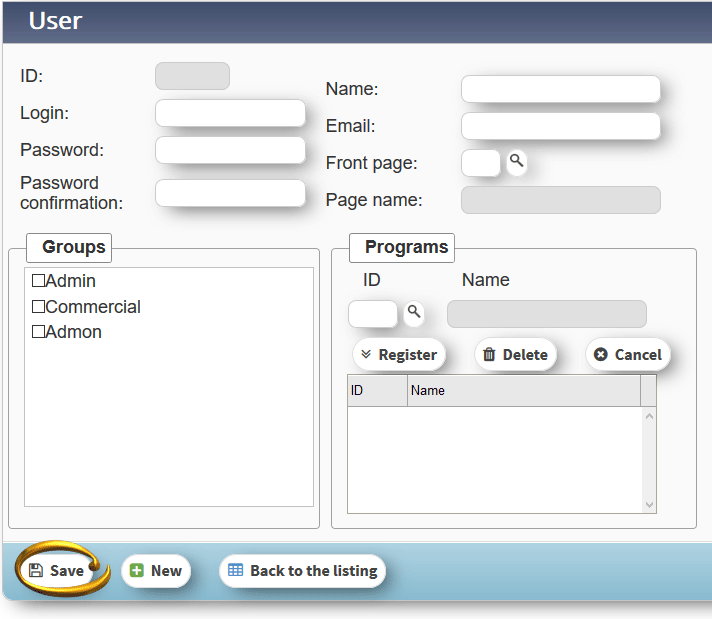 User
ID:
Login:
Password:
Password
confirmation:
Name:
Email:
Front page:
Page name:
Groups
Admin
Commercial
Admon
Programs
ID Name
Register Delete Cancel
ID Name
Save New Back to the listing